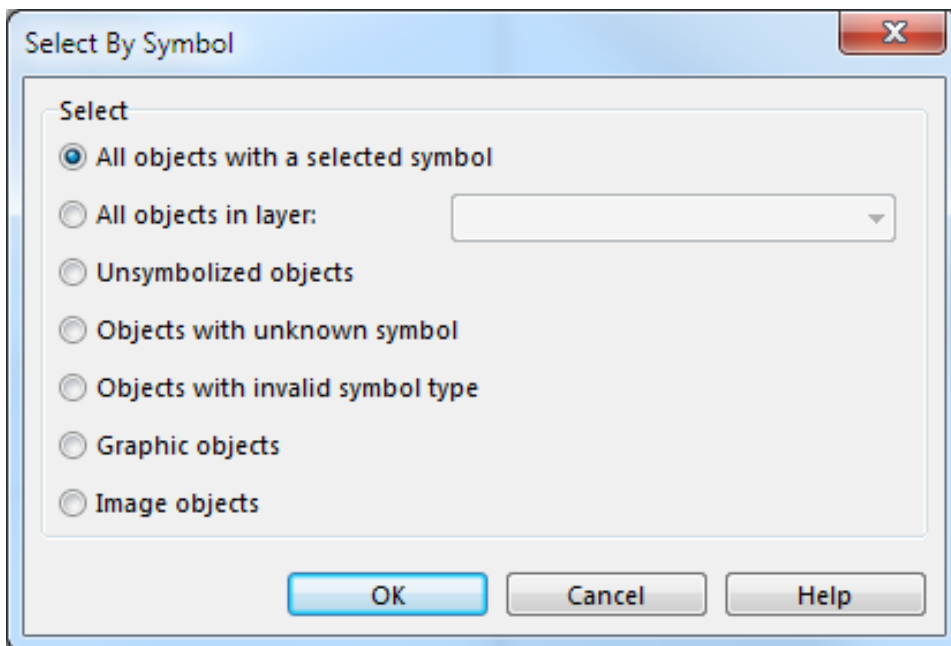 Select By Symbol
Select
All objects with a selected symbol
All objects in layer:
Unsymbolized objects
Objects with unknown symbol
Objects with invalid symbol type
Graphic objects
Image objects
OK Cancel Help